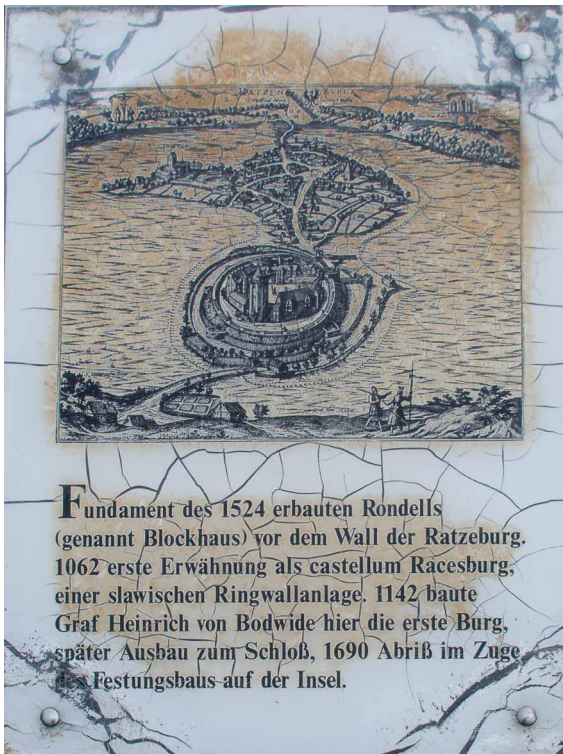 Fundament des 1524 erbauten Rondells
(genannt Blockhaus) vor dem Wall der Ratzeburg.
1062 erste Erwähnung als castellum Racesburg,
einer slawischen Ringwallanlage. 1142 baute
Graf Heinrich von Bodwide hier die erste Burg,
später Ausbau zum Schloß, 1690 Abriß im Zuge
des Festungsbaus auf der Insel.